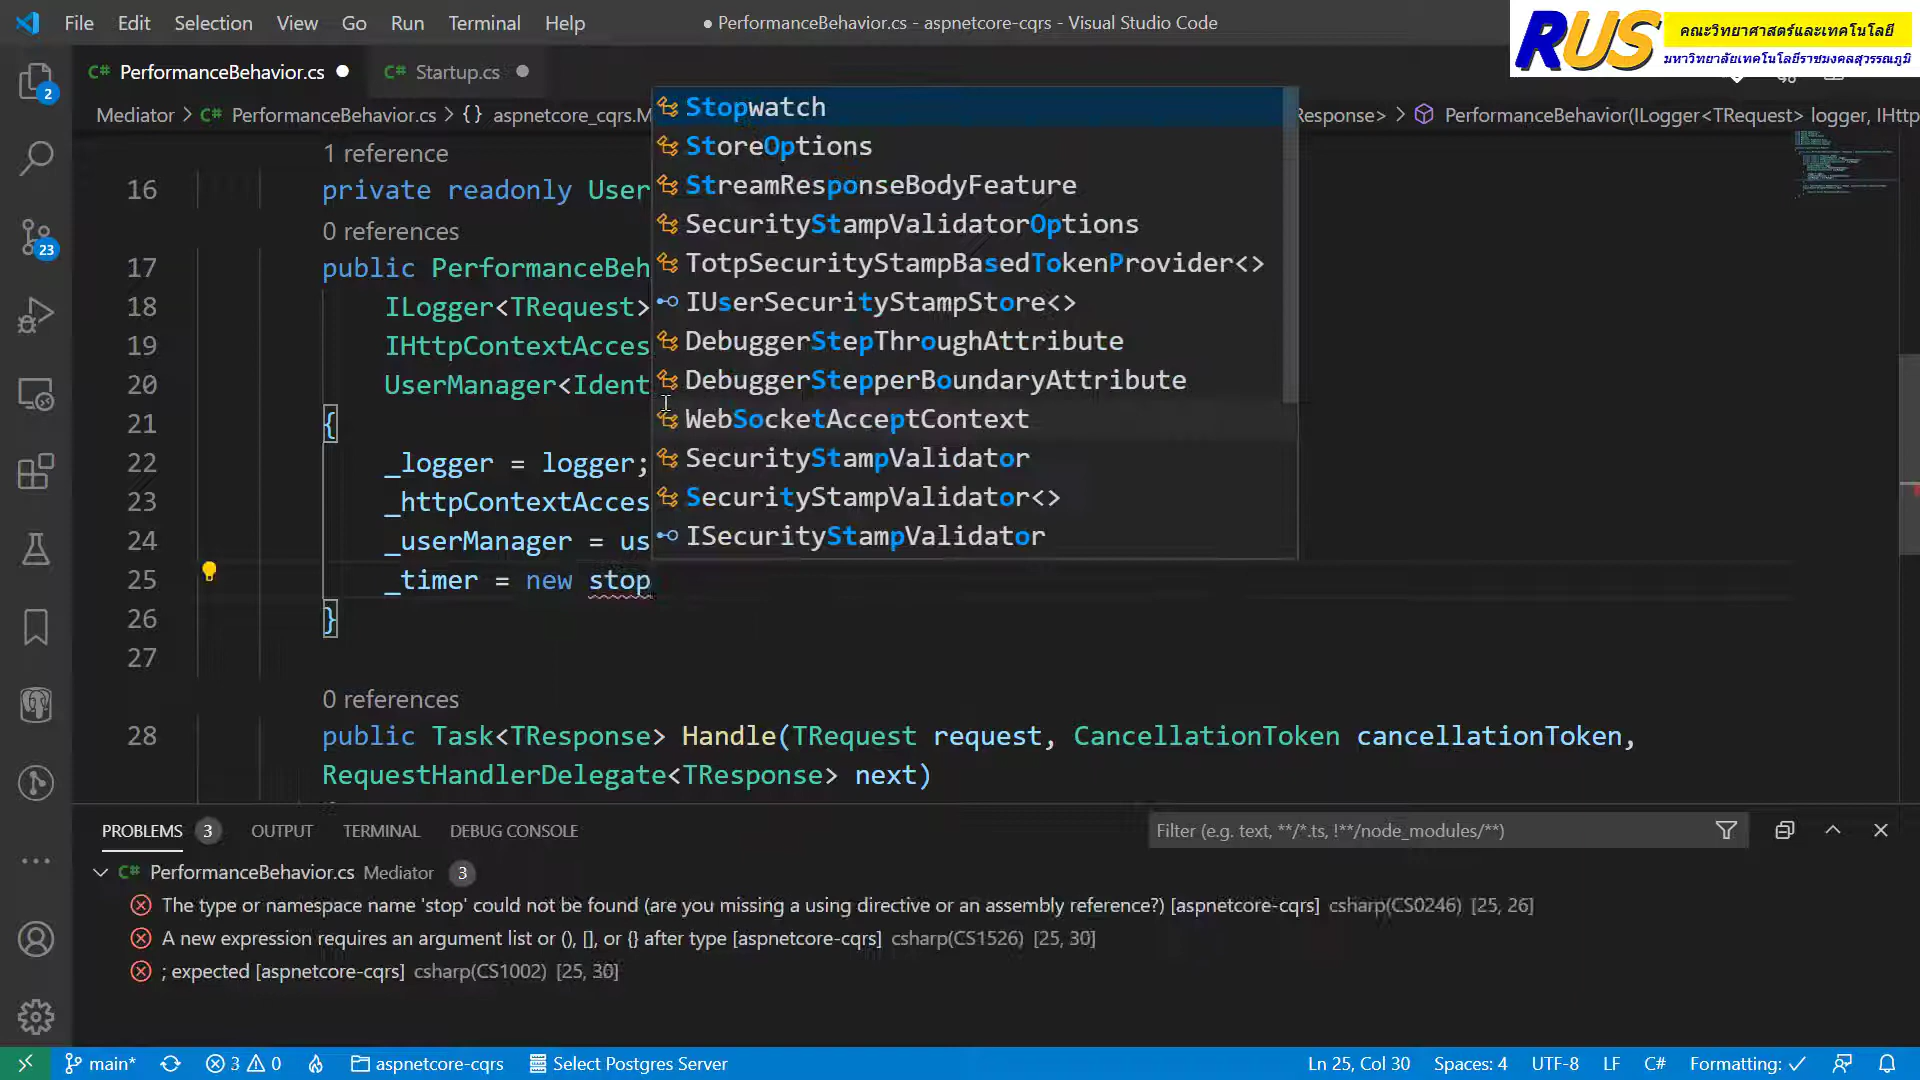 File Edit Selection View Go Run Terminal Help
● PerformanceBehavior.cs - aspnetcore-cqrs - Visual Studio Code
RUS
คณะวิทยาศาสตร์และเทคโนโลยี
มหาวิทยาลัยเทคโนโลยีราชมงคลสุวรรณภูมิ
C# PerformanceBehavior.cs ● C# Startup.cs ●
2
Mediator > C# PerformanceBehavior.cs > {} aspnetcore_cqrs.M
Response> > PerformanceBehavior(ILogger<TRequest> logger, IHttp
Stopwatch
StoreOptions
StreamResponseBodyFeature
SecurityStampValidatorOptions
TotpSecurityStampBasedTokenProvider<>
IUserSecurityStampStore<>
DebuggerStepThroughAttribute
DebuggerStepperBoundaryAttribute
WebSocketAcceptContext
SecurityStampValidator
SecurityStampValidator<>
ISecurityStampValidator
23
1 reference
16 private readonly User
0 references
17 public PerformanceBeh
18 ILogger<TRequest>
19 IHttpContextAcces
20 UserManager<Ident
21 {
22 _logger = logger;
23 _httpContextAcces
24 _userManager = us
25 _timer = new stop
26 }
27
0 references
28 public Task<TResponse> Handle(TRequest request, CancellationToken cancellationToken,
RequestHandlerDelegate<TResponse> next)
PROBLEMS 3 OUTPUT TERMINAL DEBUG CONSOLE
Filter (e.g. text, **/*.ts, !**/node_modules/**)
C# PerformanceBehavior.cs Mediator 3
The type or namespace name 'stop' could not be found (are you missing a using directive or an assembly reference?) [aspnetcore-cqrs] csharp(CS0246) [25, 26]
A new expression requires an argument list or (), [], or {} after type [aspnetcore-cqrs] csharp(CS1526) [25, 30]
; expected [aspnetcore-cqrs] csharp(CS1002) [25, 30]
main* 3 0 aspnetcore-cqrs Select Postgres Server
Ln 25, Col 30 Spaces: 4 UTF-8 LF C# Formatting: ✓